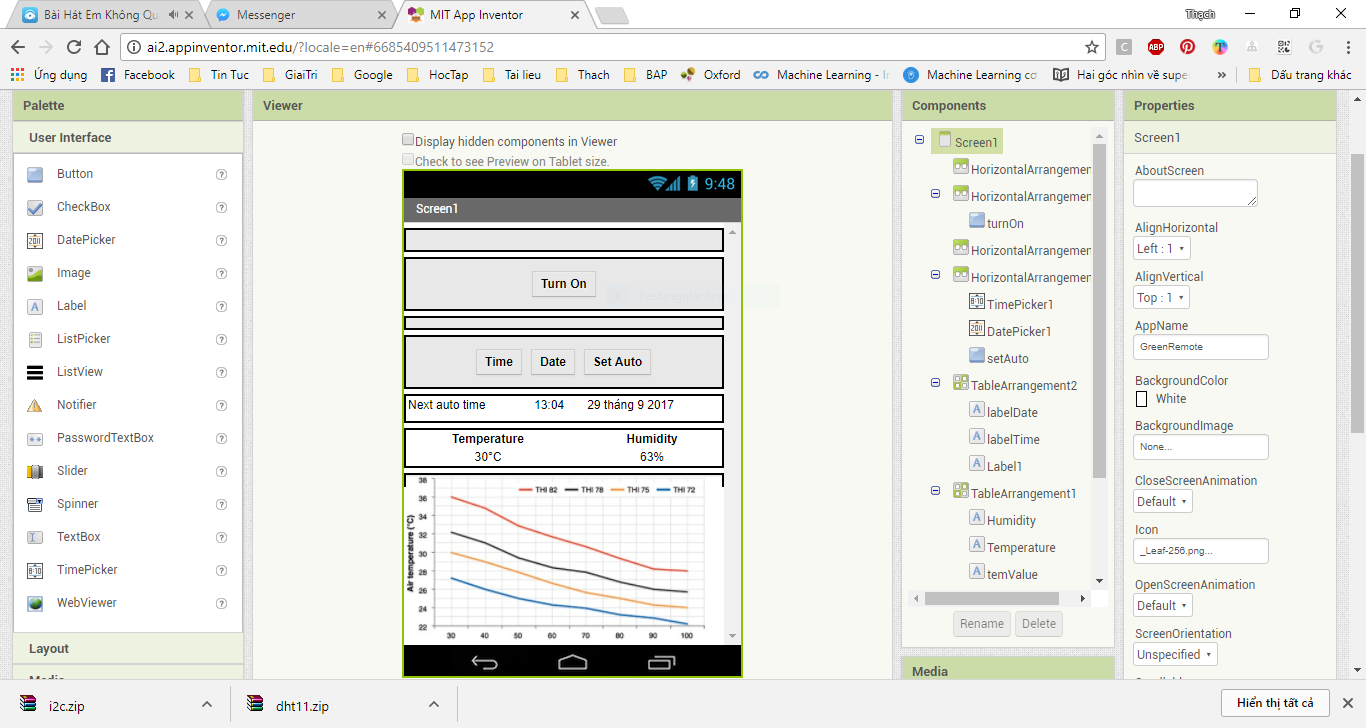 Bài Hát Em Không Qu
Messenger
MIT App Inventor
Thạch
ai2.appinventor.mit.edu/?locale=en#6685409511473152
Ứng dụng
Facebook
Tin Tuc
GiaiTri
Google
HocTap
Tai lieu
Thach
BAP
Oxford
Machine Learning - I
Machine Learning cơ
Hai góc nhìn về supe
»
Dấu trang khác
Palette
User Interface
Button
CheckBox
DatePicker
Image
Label
ListPicker
ListView
Notifier
PasswordTextBox
Slider
Spinner
TextBox
TimePicker
WebViewer
Layout
Media
Viewer
Display hidden components in Viewer
Check to see Preview on Tablet size.
9:48
Screen1
Turn On
Time Date Set Auto
Next auto time 13:04 29 tháng 9 2017
Temperature Humidity
30°C 63%
THI 82 THI 78 THI 75 THI 72
Air temperature (°C)
38
36
34
32
30
28
26
24
22
30 40 50 60 70 80 90 100
Components
Screen1
HorizontalArrangemen
HorizontalArrangemen
turnOn
HorizontalArrangemen
HorizontalArrangemen
TimePicker1
DatePicker1
setAuto
TableArrangement2
labelDate
labelTime
Label1
TableArrangement1
Humidity
Temperature
temValue
Rename Delete
Media
Properties
Screen1
AboutScreen
AlignHorizontal
Left : 1
AlignVertical
Top : 1
AppName
GreenRemote
BackgroundColor
White
BackgroundImage
None...
CloseScreenAnimation
Default
Icon
_Leaf-256.png...
OpenScreenAnimation
Default
ScreenOrientation
Unspecified
i2c.zip
dht11.zip
Hiển thị tất cả